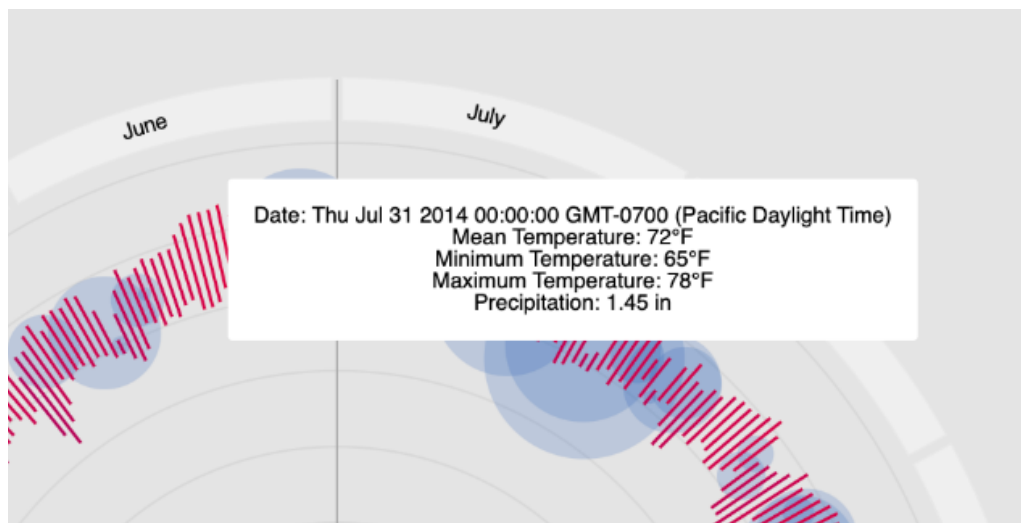 June
July
Date: Thu Jul 31 2014 00:00:00 GMT-0700 (Pacific Daylight Time)
Mean Temperature: 72°F
Minimum Temperature: 65°F
Maximum Temperature: 78°F
Precipitation: 1.45 in